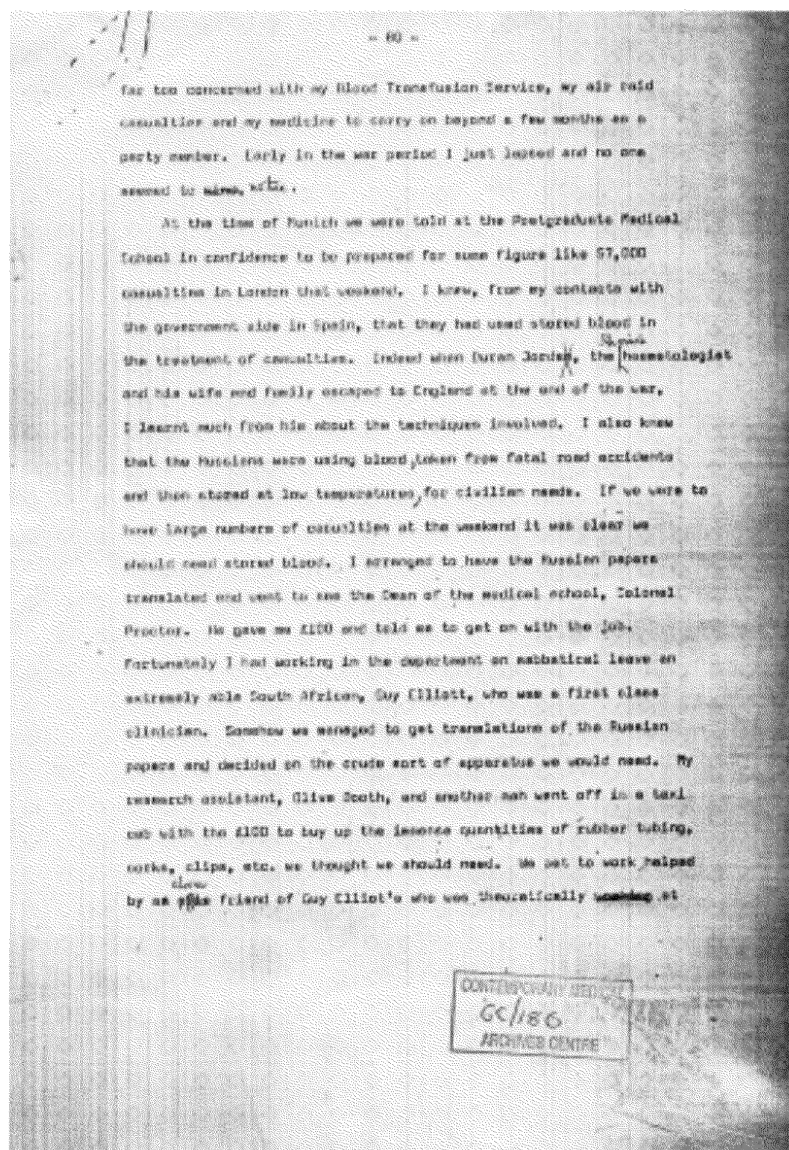 - 80 -
far too concerned with my Blood Transfusion Service, my air raid
casualties and my medicine to carry on beyond a few months as a
party member. Early in the war period I just lapsed and no one
seemed to
At the time of Munich we were told at the Postgraduate Medical
School in confidence to be prepared for some figure like 57,000
casualties in London that weekend. I knew, from my contacts with
the government side in Spain, that they had used stored blood in
the treatment of casualties. Indeed when Duran Jorda, the Spanish haematologist
and his wife and family escaped to England at the end of the war,
I learnt much from him about the techniques involved. I also knew
that the Russians were using blood, taken from fatal road accidents
and then stored at low temperatures, for civilian needs. If we were to
have large numbers of casualties at the weekend it was clear we
should need stored blood. I arranged to have the Russian papers
translated and went to see the Dean of the medical school, Colonel
Proctor. He gave me £100 and told me to get on with the job.
Fortunately I had working in the department on sabbatical leave an
extremely able South African, Guy Elliott, who was a first class
clinician. Somehow we managed to get translations of the Russian
papers and decided on the crude sort of apparatus we would need. My
research assistant, Clive Booth, and another man went off in a taxi
cab with the £100 to buy up the immense quantities of rubber tubing,
corks, clips, etc. we thought we should need. We set to work, helped
by a close friend of Guy Elliot's who was theoretically at
CONTEMPORARY MEDICAL
GC/186
ARCHIVES CENTRE